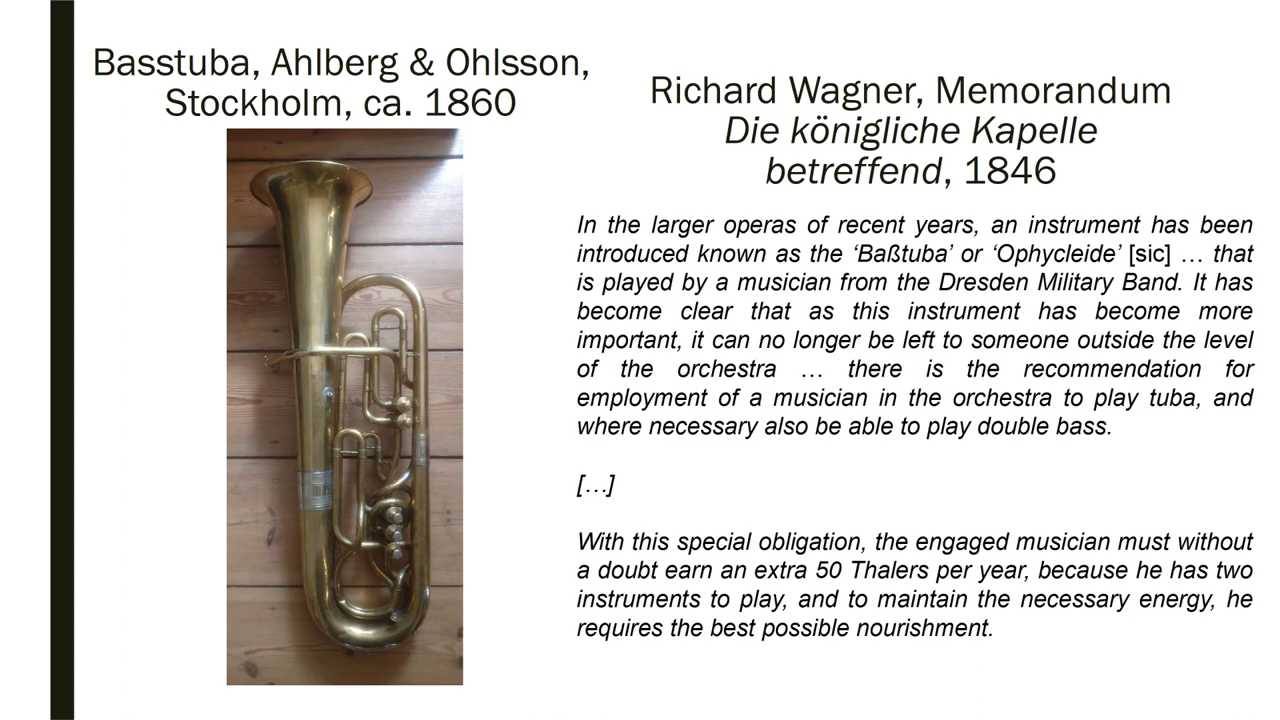 Basstuba, Ahlberg & Ohlsson,
Stockholm, ca. 1860
Richard Wagner, Memorandum
Die königliche Kapelle
betreffend, 1846
In the larger operas of recent years, an instrument has been
introduced known as the ‘Baßtuba’ or ‘Ophycleide’ [sic] … that
is played by a musician from the Dresden Military Band. It has
become clear that as this instrument has become more
important, it can no longer be left to someone outside the level
of the orchestra … there is the recommendation for
employment of a musician in the orchestra to play tuba, and
where necessary also be able to play double bass.
[…]
With this special obligation, the engaged musician must without
a doubt earn an extra 50 Thalers per year, because he has two
instruments to play, and to maintain the necessary energy, he
requires the best possible nourishment.